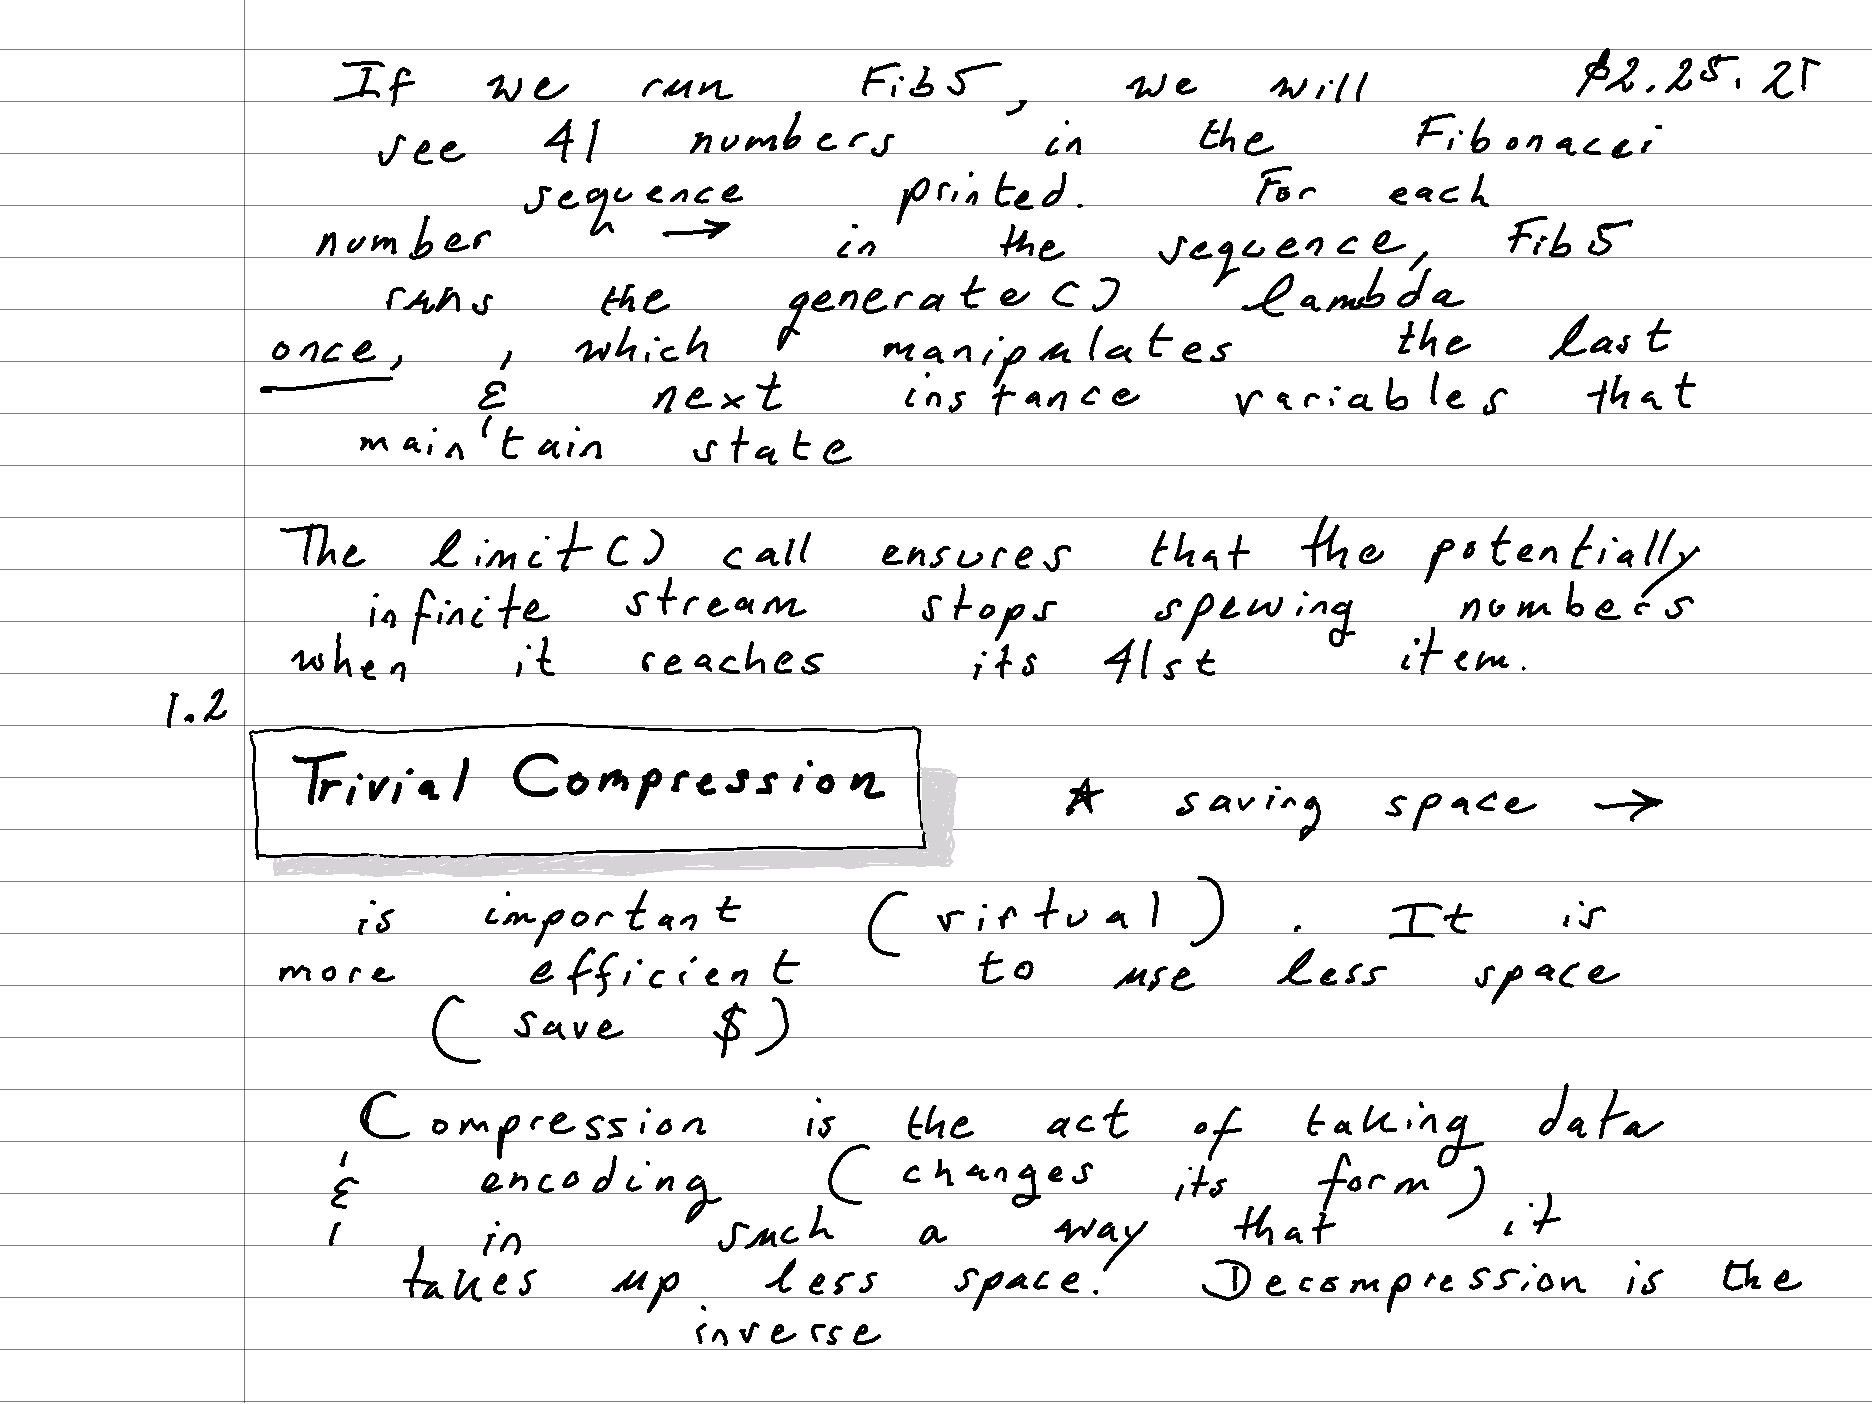 If we run Fib5, we will 2.25.25
see 41 numbers in the Fibonacci
sequence printed. For each
number → in the sequence, Fib5
runs the generate() lambda
once, , which manipulates the last
& next instance variables that
maintain state
The limit() call ensures that the potentially
infinite stream stops spewing numbers
when it reaches its 41st item.
1.2
Trivial Compression
☆ saving space →
is important (virtual). It is
more efficient to use less space
(save $)
Compression is the act of taking data
& encoding (changes its form)
in such a way that it
takes up less space. Decompression is the
inverse